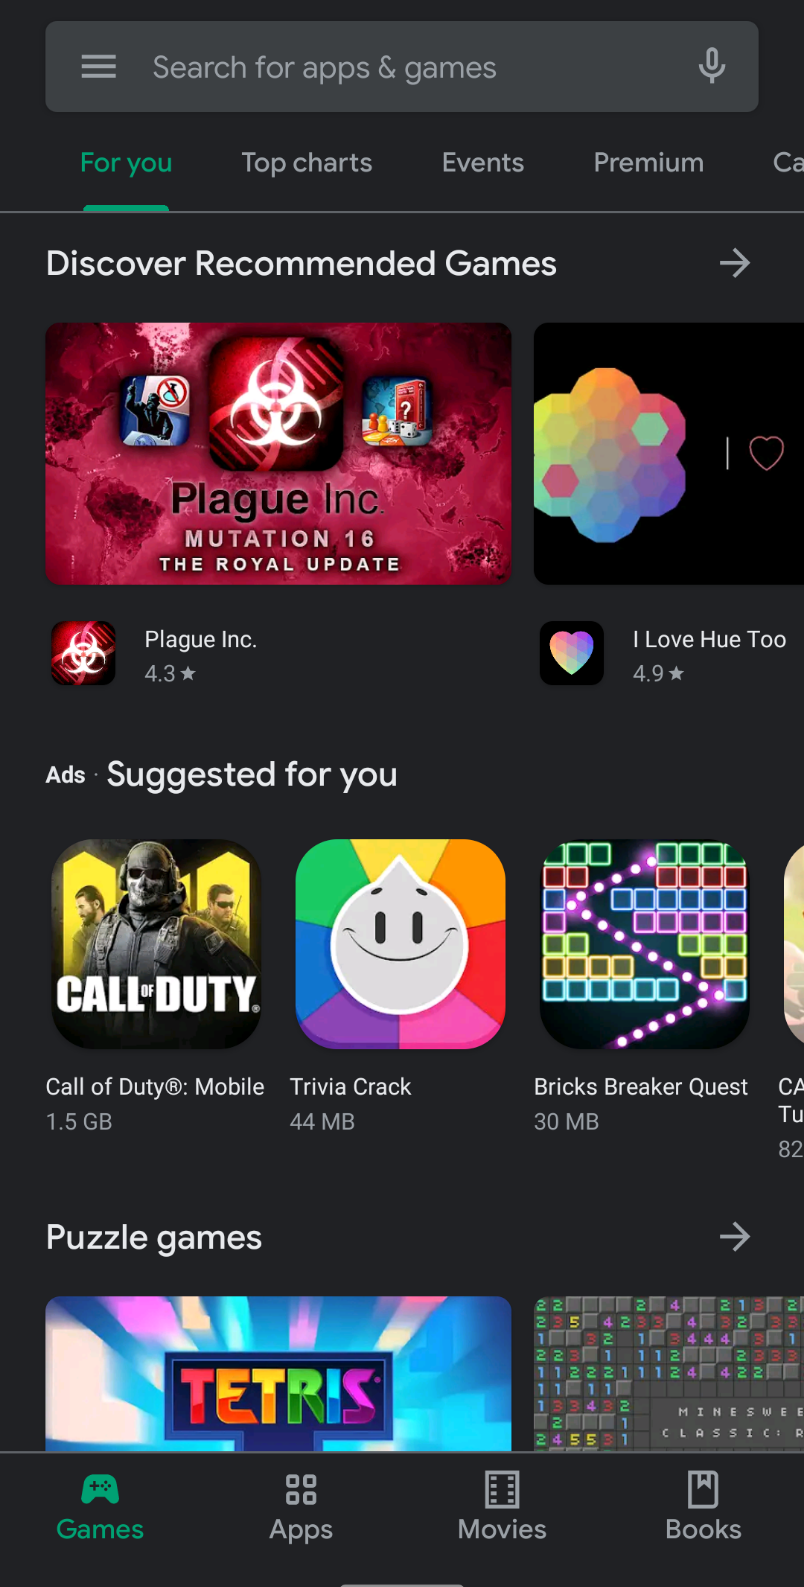 Search for apps & games
For you
Top charts
Events
Premium
Ca
Discover Recommended Games
Plague Inc.
MUTATION 16
THE ROYAL UPDATE
Plague Inc.
4.3★
I Love Hue Too
4.9★
Ads · Suggested for you
CALL OF DUTY®
Call of Duty®: Mobile
1.5 GB
Trivia Crack
44 MB
Bricks Breaker Quest
30 MB
CA
Tu
82
Puzzle games
TETRIS
MINESWEE
CLASSIC: R
Games
Apps
Movies
Books